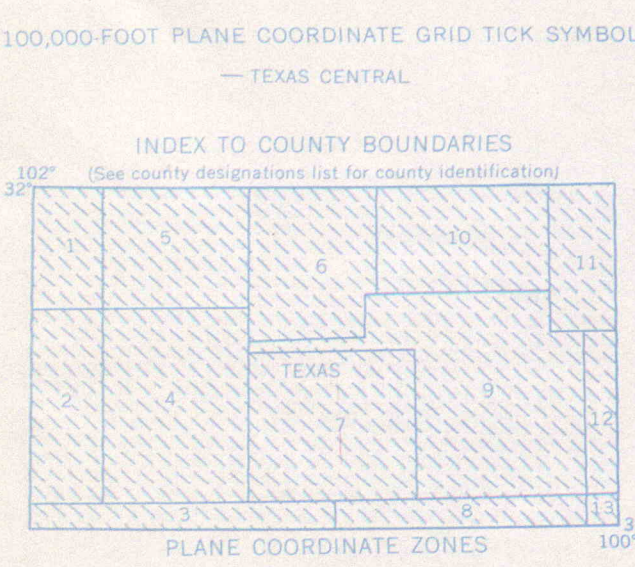 100,000-FOOT PLANE COORDINATE GRID TICK SYMBOL
— TEXAS CENTRAL
INDEX TO COUNTY BOUNDARIES
102° (See county designations list for county identification)
32°
1 5 6 10 11
TEXAS
2 4 7 9 12
3 8 13
3
PLANE COORDINATE ZONES 100°